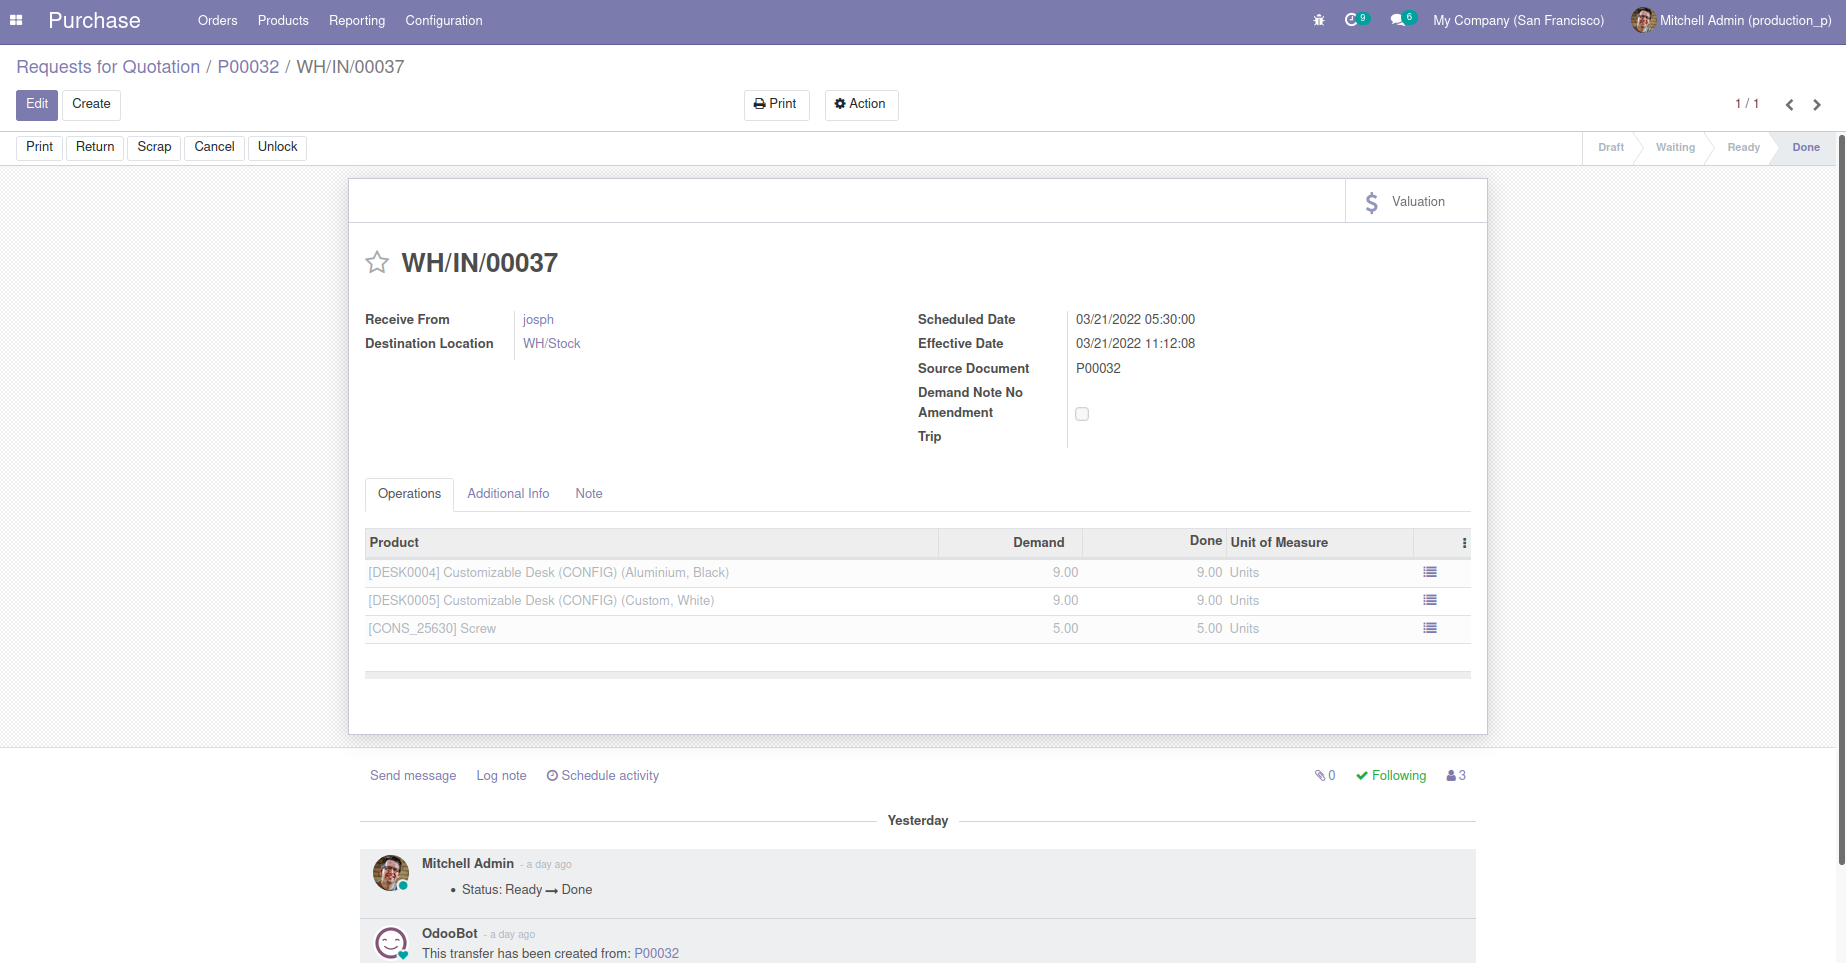 Purchase Orders Products Reporting Configuration 9 6 My Company (San Francisco) Mitchell Admin (production_p)
Requests for Quotation / P00032 / WH/IN/00037
Edit Create Print Action 1 / 1
Print Return Scrap Cancel Unlock Draft Waiting Ready Done
$ Valuation
WH/IN/00037
Receive From josph Scheduled Date 03/21/2022 05:30:00
Destination Location WH/Stock Effective Date 03/21/2022 11:12:08
Source Document P00032
Demand Note No
Amendment
Trip
Operations Additional Info Note
Product Demand Done Unit of Measure
[DESK0004] Customizable Desk (CONFIG) (Aluminium, Black) 9.00 9.00 Units
[DESK0005] Customizable Desk (CONFIG) (Custom, White) 9.00 9.00 Units
[CONS_25630] Screw 5.00 5.00 Units
Send message Log note Schedule activity 0 Following 3
Yesterday
Mitchell Admin - a day ago
• Status: Ready → Done
OdooBot - a day ago
This transfer has been created from: P00032